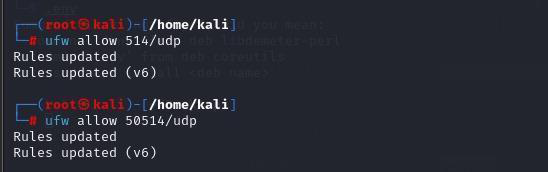 .env
┌──(root㉿kali)-[/home/kali]
└─# ufw allow 514/udp
Rules updated
Rules updated (v6)
┌──(root㉿kali)-[/home/kali]
└─# ufw allow 50514/udp
Rules updated
Rules updated (v6)